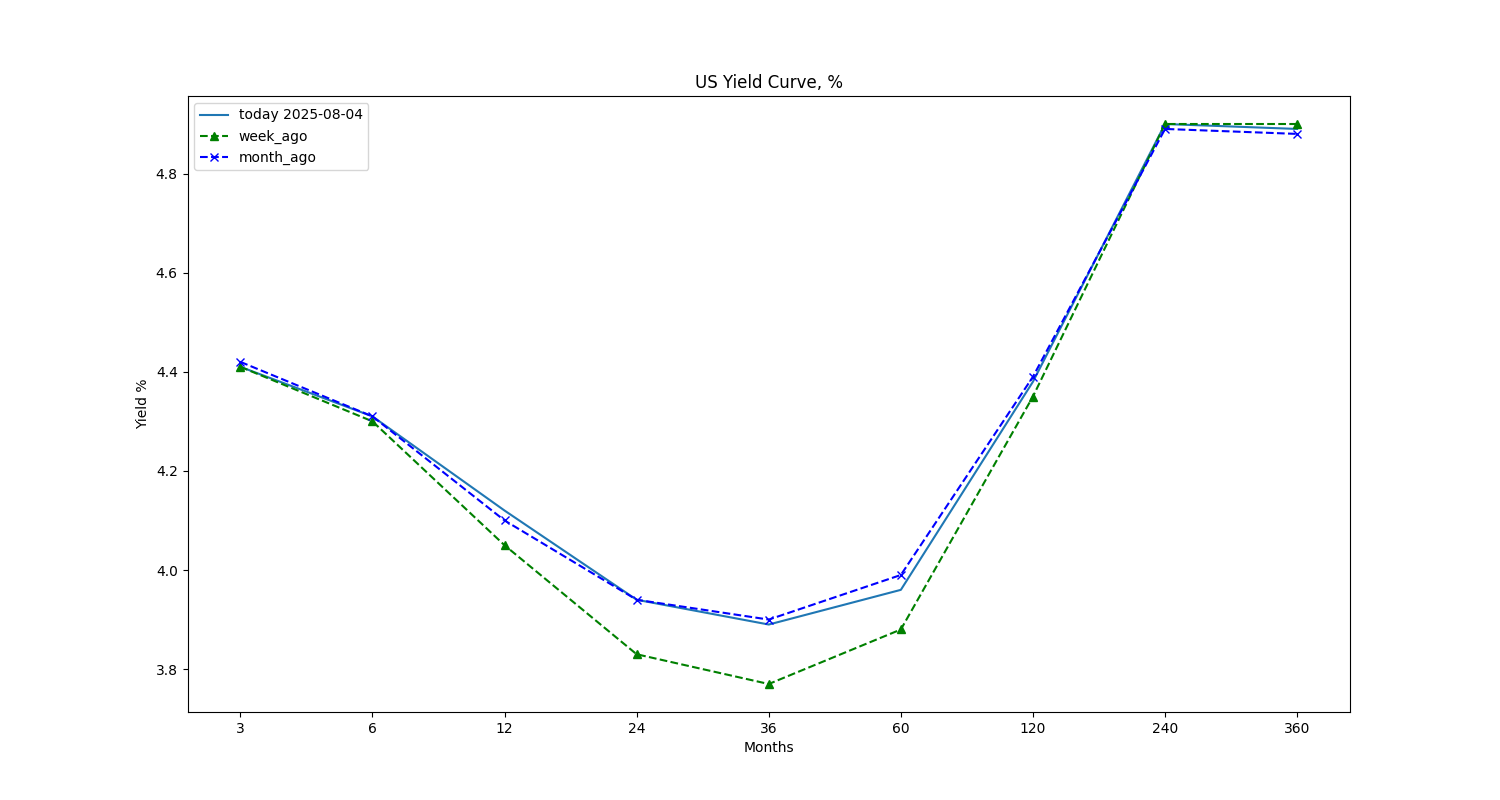 US Yield Curve, %
today 2025-08-04
week_ago
month_ago
4.8
4.6
4.4
4.2
4.0
3.8
Yield %
3 6 12 24 36 60 120 240 360
Months